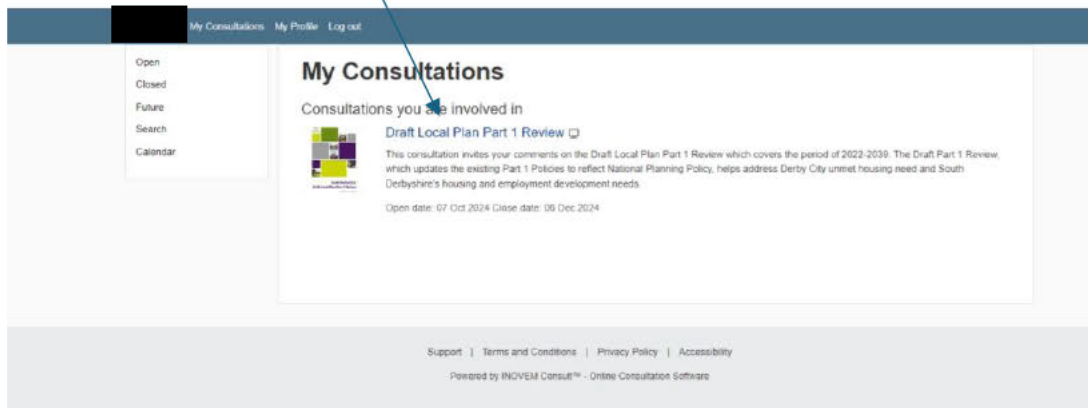 My Consultations My Profile Log out
Open
Closed
Future
Search
Calendar
My Consultations
Consultations you are involved in
Draft Local Plan Part 1 Review
This consultation invites your comments on the Draft Local Plan Part 1 Review which covers the period of 2022-2039. The Draft Part 1 Review,
which updates the existing Part 1 Policies to reflect National Planning Policy, helps address Derby City unmet housing need and South
Derbyshire's housing and employment development needs.
Open date: 07 Oct 2024 Close date: 06 Dec 2024
Support | Terms and Conditions | Privacy Policy | Accessibility
Powered by INOVEM Consult™ - Online Consultation Software